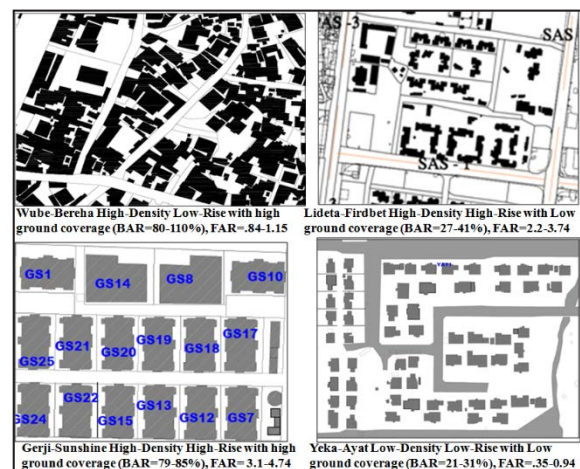 SAS -3
SAS
SAS - 1
3
Wube-Bereha High-Density Low-Rise with high
ground coverage (BAR=80-110%), FAR=.84-1.15
Lideta-Firdbet High-Density High-Rise with Low
ground coverage (BAR=27-41%) FAR=2.2-3.74
GS1
GS14
GS8
GS10
GS25
GS21
GS20
GS19
GS18
GS17
GS24
GS22
GS15
GS13
GS12
GS7
Gerji-Sunshine High-Density High-Rise with high
ground coverage (BAR=79-85%), FAR= 3.1-4.74
Yeka-Ayat Low-Density Low-Rise with Low
ground coverage (BAR=21-31%) FAR=.35-0.94